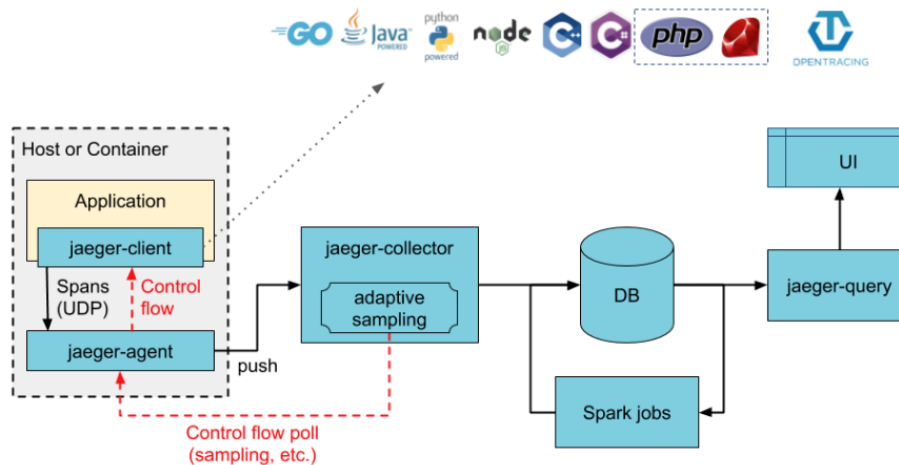 GO
Java
POWERED
python
powered
node
JS
C++
C#
php
OPENTRACING
Host or Container
Application
jaeger-client
Spans
(UDP)
Control
flow
jaeger-agent
push
jaeger-collector
adaptive
sampling
Control flow poll
(sampling, etc.)
DB
Spark jobs
UI
jaeger-query